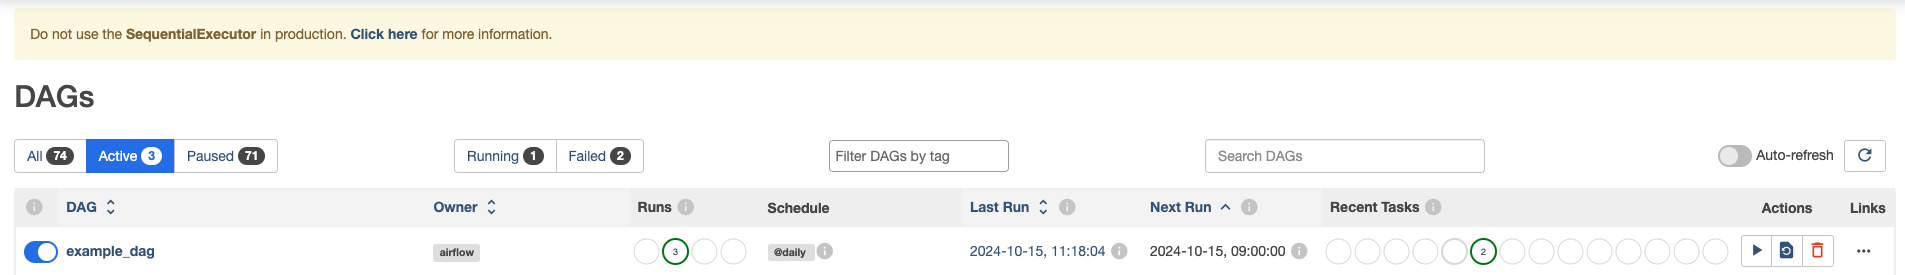 Do not use the SequentialExecutor in production. Click here for more information.
DAGs
All 74 Active 3 Paused 71 Running 1 Failed 2 Filter DAGs by tag Search DAGs Auto-refresh
DAG Owner Runs Schedule Last Run Next Run Recent Tasks Actions Links
example_dag airflow 3 @daily 2024-10-15, 11:18:04 2024-10-15, 09:00:00 2